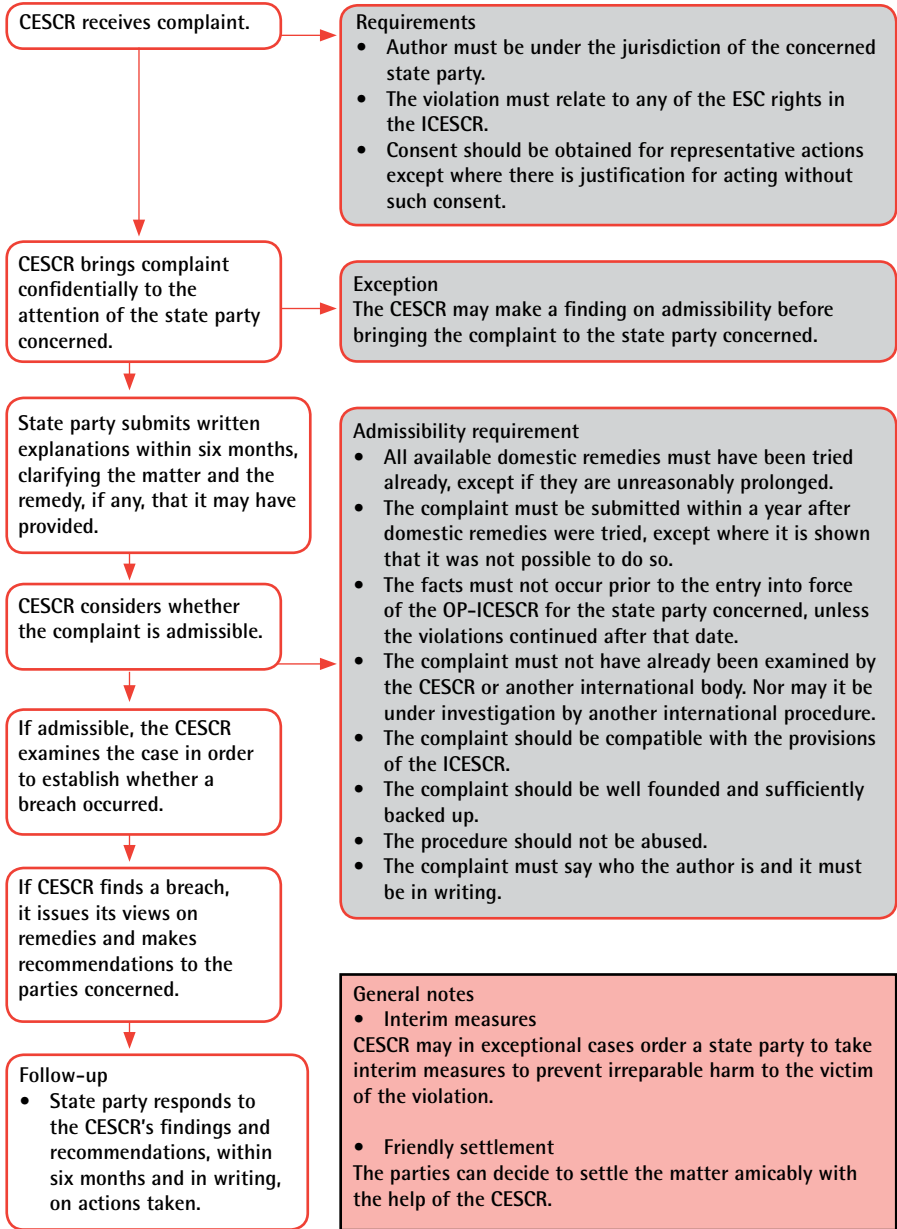 CESCR receives complaint.
Requirements
• Author must be under the jurisdiction of the concerned
state party.
• The violation must relate to any of the ESC rights in
the ICESCR.
• Consent should be obtained for representative actions
except where there is justification for acting without
such consent.
CESCR brings complaint
confidentially to the
attention of the state party
concerned.
Exception
The CESCR may make a finding on admissibility before
bringing the complaint to the state party concerned.
State party submits written
explanations within six months,
clarifying the matter and the
remedy, if any, that it may have
provided.
CESCR considers whether
the complaint is admissible.
Admissibility requirement
• All available domestic remedies must have been tried
already, except if they are unreasonably prolonged.
• The complaint must be submitted within a year after
domestic remedies were tried, except where it is shown
that it was not possible to do so.
• The facts must not occur prior to the entry into force
of the OP-ICESCR for the state party concerned, unless
the violations continued after that date.
• The complaint must not have already been examined by
the CESCR or another international body. Nor may it be
under investigation by another international procedure.
• The complaint should be compatible with the provisions
of the ICESCR.
• The complaint should be well founded and sufficiently
backed up.
• The procedure should not be abused.
• The complaint must say who the author is and it must
be in writing.
If admissible, the CESCR
examines the case in order
to establish whether a
breach occurred.
If CESCR finds a breach,
it issues its views on
remedies and makes
recommendations to the
parties concerned.
Follow-up
• State party responds to
the CESCR's findings and
recommendations, within
six months and in writing,
on actions taken.
General notes
• Interim measures
CESCR may in exceptional cases order a state party to take
interim measures to prevent irreparable harm to the victim
of the violation.
• Friendly settlement
The parties can decide to settle the matter amicably with
the help of the CESCR.